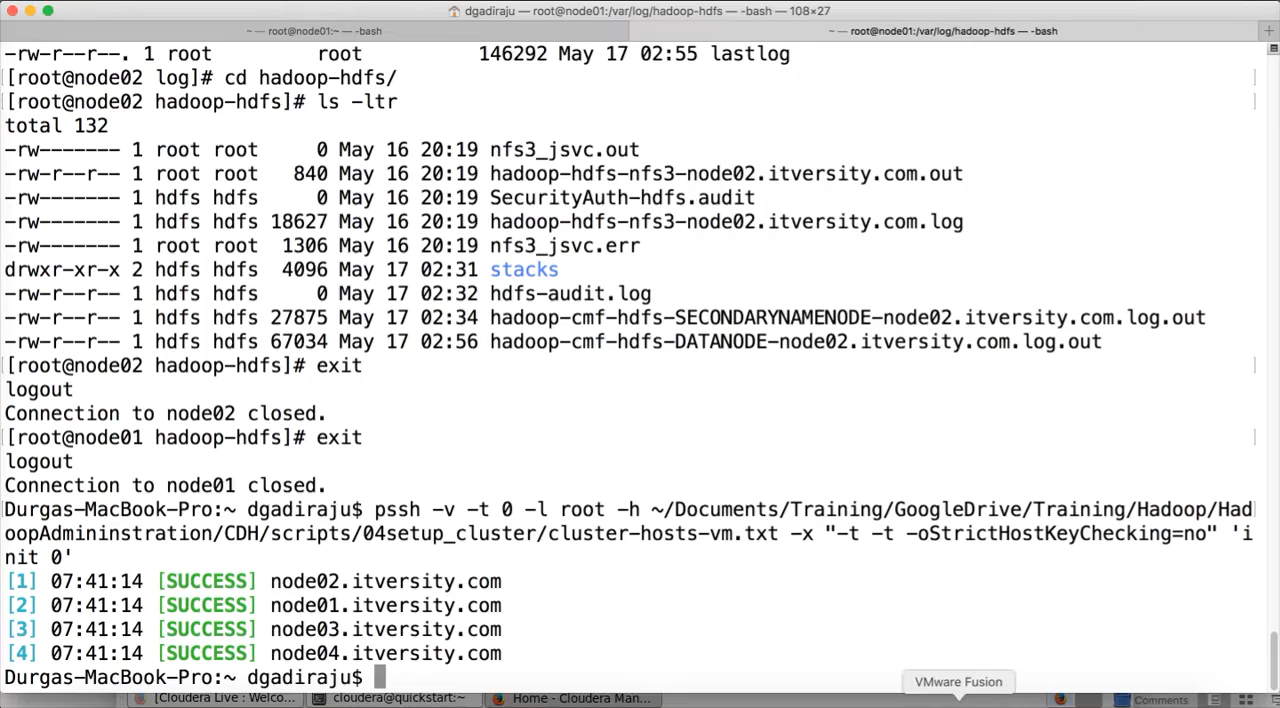 dgadiraju — root@node01:/var/log/hadoop-hdfs — -bash — 108×27
~ — root@node01:~ — -bash
~ — root@node01:/var/log/hadoop-hdfs — -bash
-rw-r--r--. 1 root      root          146292 May 17 02:55 lastlog
[root@node02 log]# cd hadoop-hdfs/
[root@node02 hadoop-hdfs]# ls -ltr
total 132
-rw------- 1 root root     0 May 16 20:19 nfs3_jsvc.out
-rw-r--r-- 1 root root   840 May 16 20:19 hadoop-hdfs-nfs3-node02.itversity.com.out
-rw-r--r-- 1 hdfs hdfs     0 May 16 20:19 SecurityAuth-hdfs.audit
-rw-r--r-- 1 hdfs hdfs 18627 May 16 20:19 hadoop-hdfs-nfs3-node02.itversity.com.log
-rw------- 1 root root  1306 May 16 20:19 nfs3_jsvc.err
drwxr-xr-x 2 hdfs hdfs  4096 May 17 02:31 stacks
-rw-r--r-- 1 hdfs hdfs     0 May 17 02:32 hdfs-audit.log
-rw-r--r-- 1 hdfs hdfs 27875 May 17 02:34 hadoop-cmf-hdfs-SECONDARYNAMENODE-node02.itversity.com.log.out
-rw-r--r-- 1 hdfs hdfs 67034 May 17 02:56 hadoop-cmf-hdfs-DATANODE-node02.itversity.com.log.out
[root@node02 hadoop-hdfs]# exit
logout
Connection to node02 closed.
[root@node01 hadoop-hdfs]# exit
logout
Connection to node01 closed.
Durgas-MacBook-Pro:~ dgadiraju$ pssh -v -t 0 -l root -h ~/Documents/Training/GoogleDrive/Training/Hadoop/Had
oopAdmininstration/CDH/scripts/04setup_cluster/cluster-hosts-vm.txt -x "-t -t -oStrictHostKeyChecking=no" 'i
nit 0'
[1] 07:41:14 [SUCCESS] node02.itversity.com
[2] 07:41:14 [SUCCESS] node01.itversity.com
[3] 07:41:14 [SUCCESS] node03.itversity.com
[4] 07:41:14 [SUCCESS] node04.itversity.com
Durgas-MacBook-Pro:~ dgadiraju$
VMware Fusion
[Cloudera Live : Welco... cloudera@quickstart:~ Home - Cloudera Man... Comments